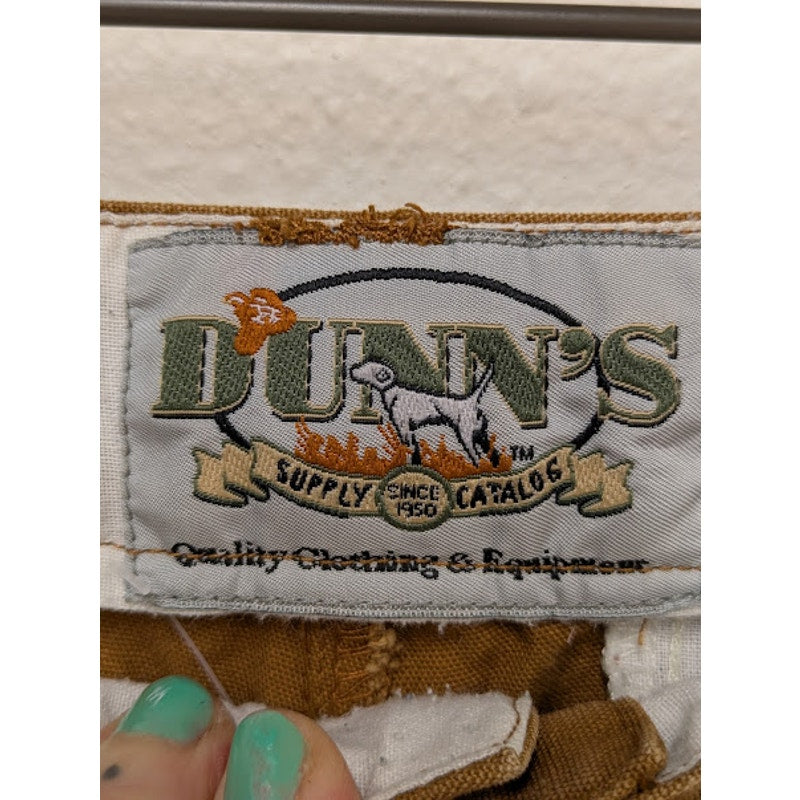 DUNN'S
TM
SUPPLY SINCE 1950 CATALOG
Quality Clothing & Equipment